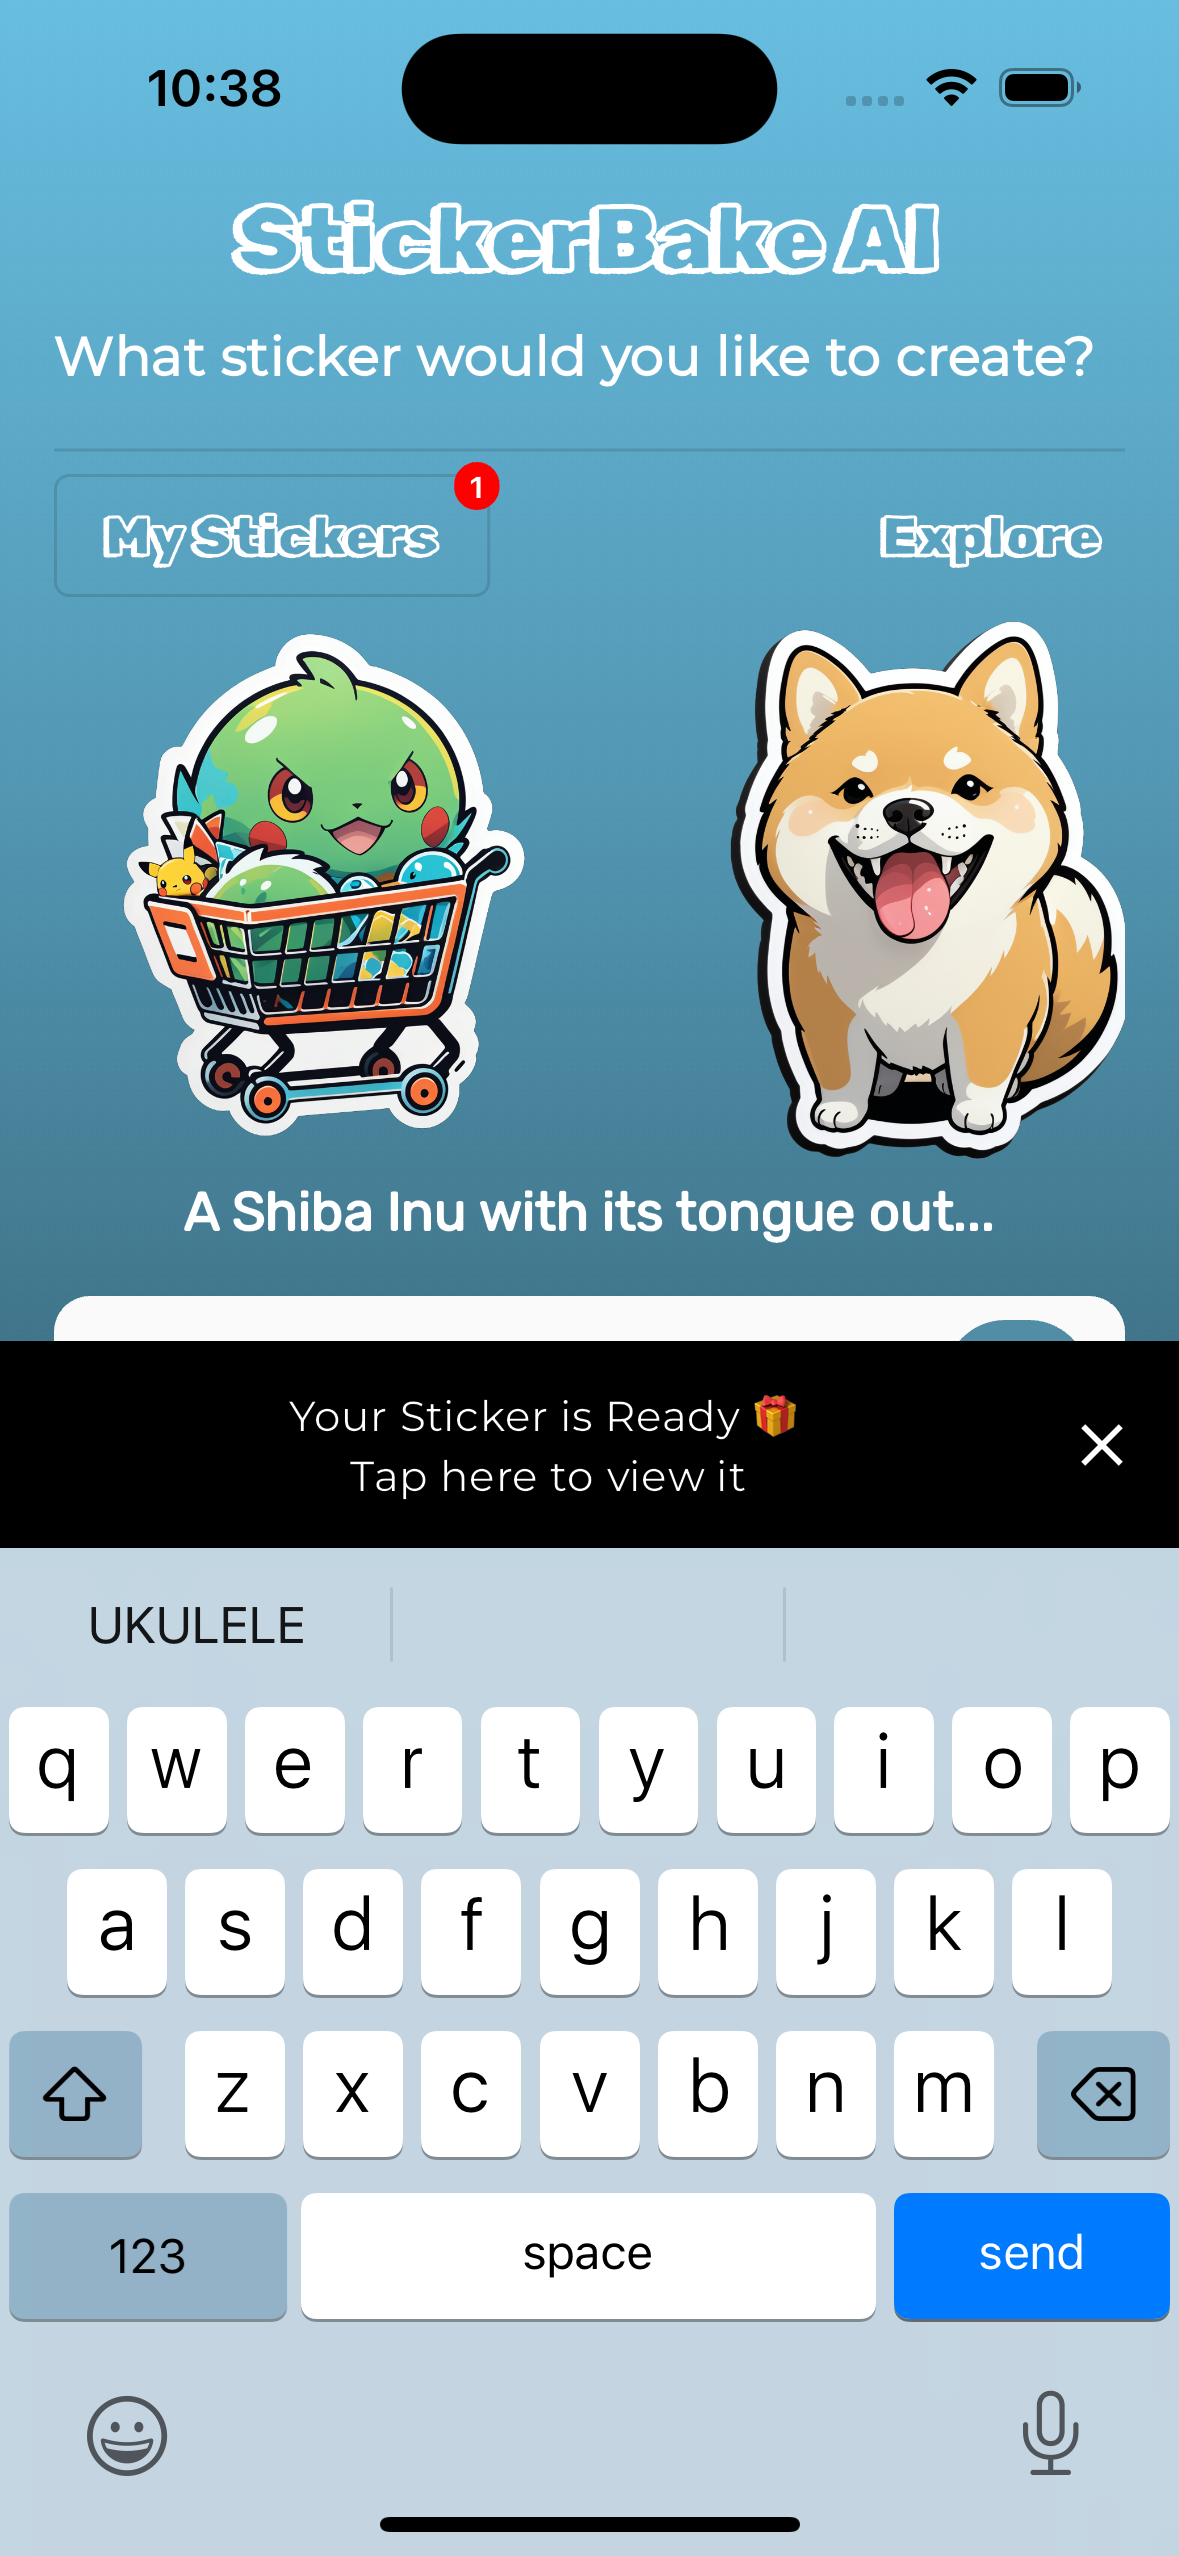 10:38
StickerBake AI
What sticker would you like to create?
1
My Stickers
Explore
A Shiba Inu with its tongue out...
Your Sticker is Ready 🎁
Tap here to view it
UKULELE
q w e r t y u i o p
a s d f g h j k l
z x c v b n m
123 space send